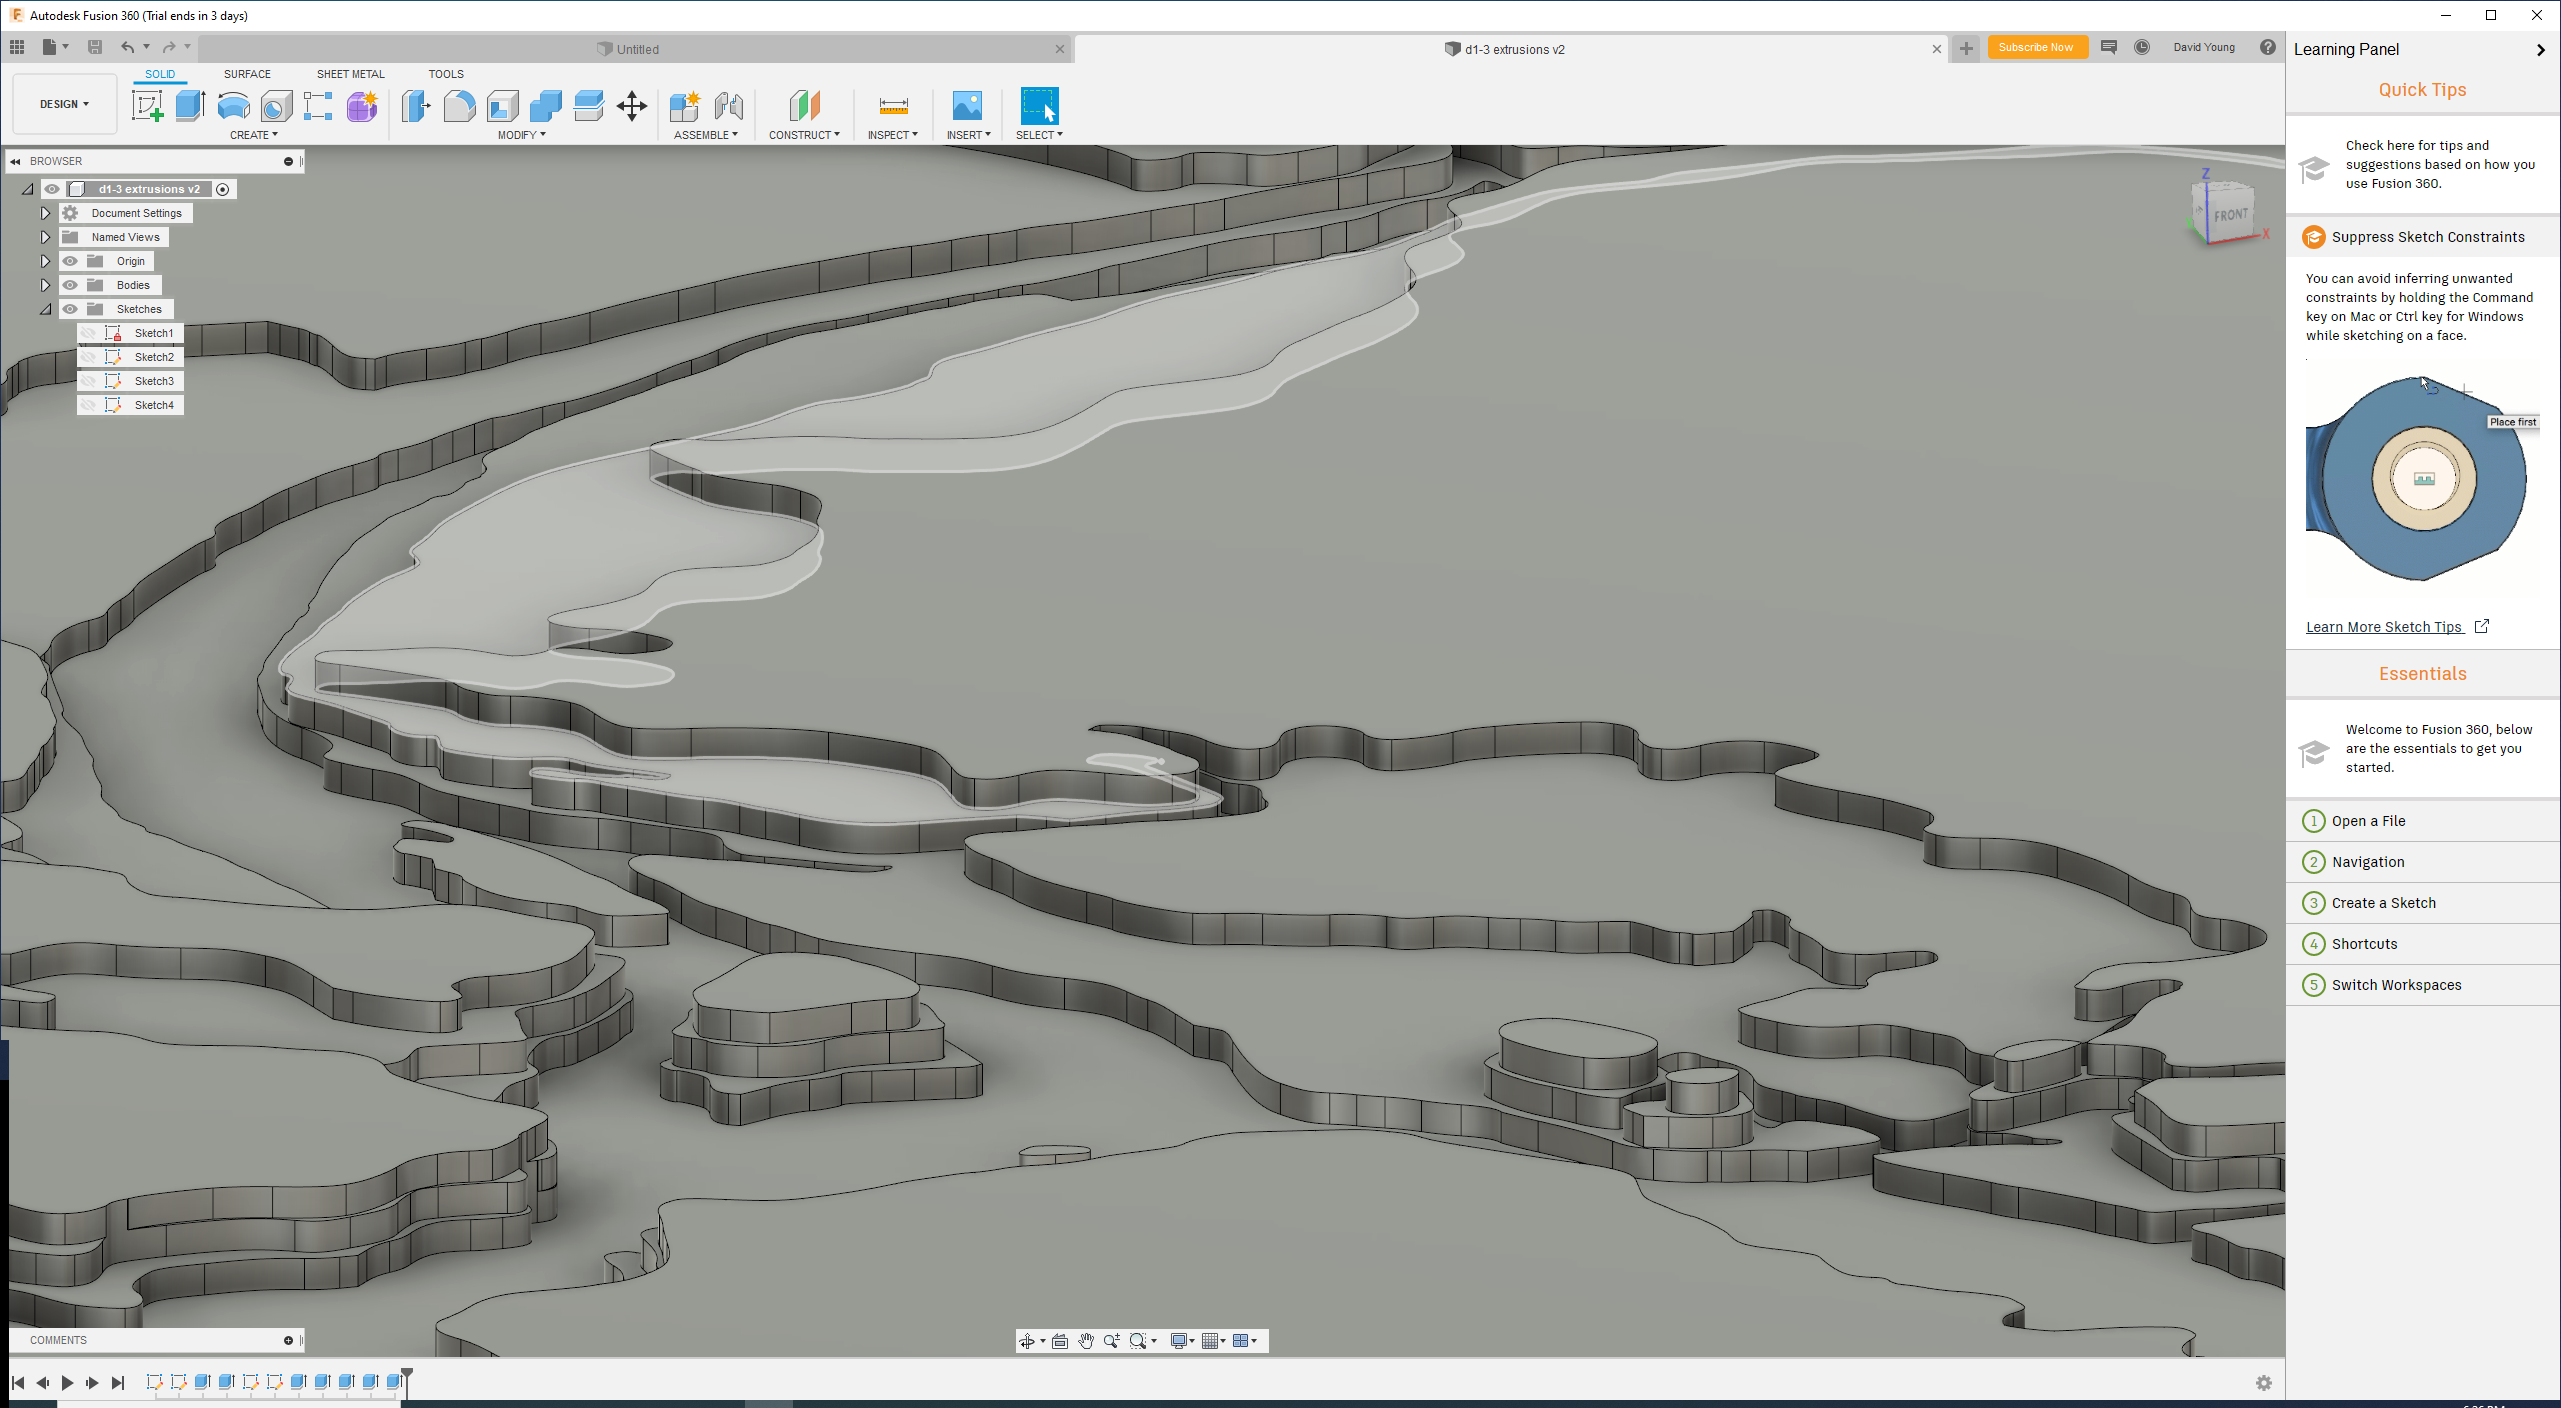 Autodesk Fusion 360 (Trial ends in 3 days)
Untitled
d1-3 extrusions v2
Subscribe Now
David Young
Learning Panel
DESIGN
SOLID
SURFACE
SHEET METAL
TOOLS
CREATE
MODIFY
ASSEMBLE
CONSTRUCT
INSPECT
INSERT
SELECT
BROWSER
d1-3 extrusions v2
Document Settings
Named Views
Origin
Bodies
Sketches
Sketch1
Sketch2
Sketch3
Sketch4
Z
FRONT
X
Quick Tips
Check here for tips and
suggestions based on how you
use Fusion 360.
Suppress Sketch Constraints
You can avoid inferring unwanted
constraints by holding the Command
key on Mac or Ctrl key for Windows
while sketching on a face.
Place first
Learn More Sketch Tips
Essentials
Welcome to Fusion 360, below
are the essentials to get you
started.
1 Open a File
2 Navigation
3 Create a Sketch
4 Shortcuts
5 Switch Workspaces
COMMENTS